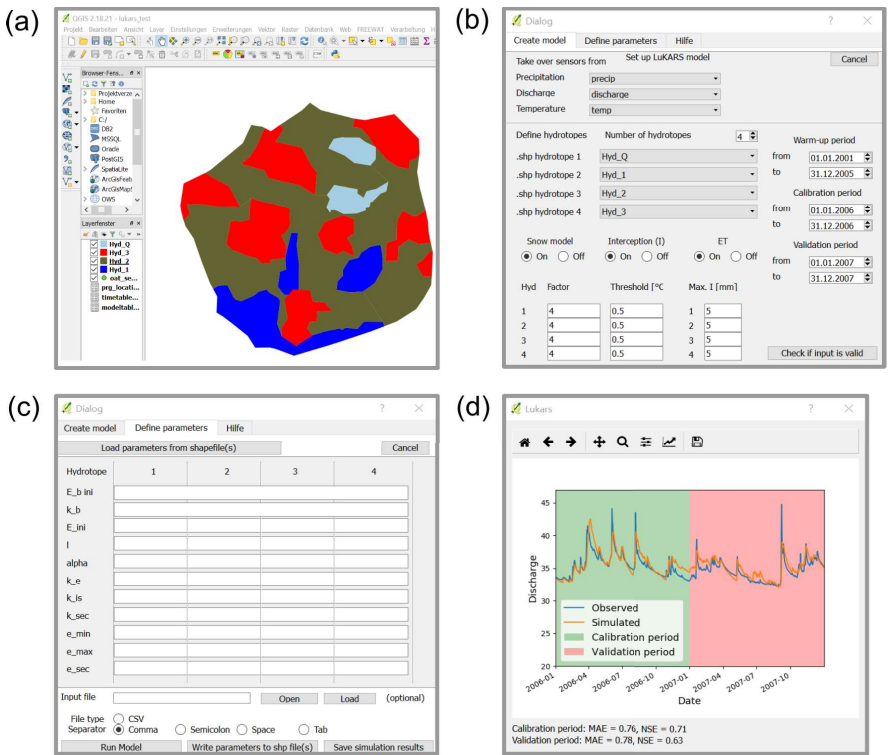 (a)
QGIS 2.18.21 - lukars_test
Projekt Bearbeiten Ansicht Layer Einstellungen Erweiterungen Vektor Raster Datenbank Web FREEWAT Verarbeitung H
Browser-Fens...
Projektverze
Home
Favoriten
C:/
DB2
MSSQL
Oracle
PostGIS
SpatiaLite
ArcGisFeat
ArcGisMapS
OWS
Layerfenster
Hyd_Q
Hyd_3
Hyd_2
Hyd_1
oat_se...
prg_locati...
timetable...
modeltabl...
(b)
Dialog
Create model Define parameters Hilfe
Take over sensors from Set up LuKARS model Cancel
Precipitation precip
Discharge discharge
Temperature temp
Define hydrotopes Number of hydrotopes 4
.shp hydrotope 1 Hyd_Q
.shp hydrotope 2 Hyd_1
.shp hydrotope 3 Hyd_2
.shp hydrotope 4 Hyd_3
Warm-up period
from 01.01.2001
to 31.12.2005
Calibration period
from 01.01.2006
to 31.12.2006
Validation period
from 01.01.2007
to 31.12.2007
Snow model Interception (I) ET
On Off On Off On Off
Hyd Factor Threshold [°C Max. I [mm]
1 4 0.5 1 5
2 4 0.5 2 5
3 4 0.5 3 5
4 4 0.5 4 5
Check if input is valid
(c)
Dialog
Create model Define parameters Hilfe
Load parameters from shapefile(s) Cancel
Hydrotope 1 2 3 4
E_b ini
k_b
E_ini
l
alpha
k_e
k_is
k_sec
e_min
e_max
e_sec
Input file Open Load (optional)
File type CSV
Separator Comma Semicolon Space Tab
Run Model Write parameters to shp file(s) Save simulation results
(d)
Lukars
45
40
35
30
25
20
Discharge
Observed
Simulated
Calibration period
Validation period
2006-01 2006-04 2006-07 2006-10 2007-01 2007-04 2007-07 2007-10
Date
Calibration period: MAE = 0.76, NSE = 0.71
Validation period: MAE = 0.78, NSE = 0.63